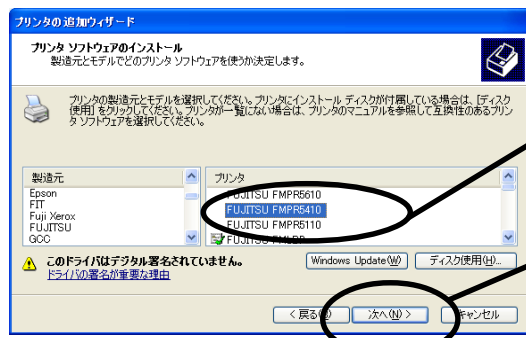 プリンタの追加ウィザード
プリンタ ソフトウェアのインストール
製造元とモデルでどのプリンタ ソフトウェアを使うか決定します。
プリンタの製造元とモデルを選択してください。プリンタにインストール ディスクが付属している場合は、[ディスク
使用] をクリックしてください。プリンタが一覧にない場合は、プリンタのマニュアルを参照して互換性のあるプリン
タ ソフトウェアを選択してください。
製造元
Epson
FIT
Fuji Xerox
FUJITSU
GCC
プリンタ
FUJITSU FMPR5610
FUJITSU FMPR5410
FUJITSU FMPR5110
FUJITSU
このドライバはデジタル署名されていません。
ドライバの署名が重要な理由
Windows Update(W)
ディスク使用(H)...
< 戻る
次へ(N) >
キャンセル